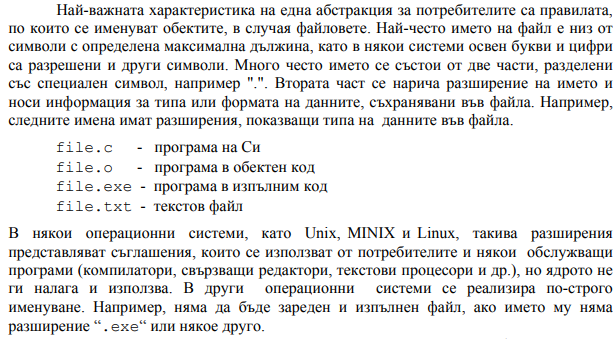 Най-важната характеристика на една абстракция за потребителите са правилата,
по които се именуват обектите, в случая файловете. Най-често името на файл е низ от
символи с определена максимална дължина, като в някои системи освен букви и цифри
са разрешени и други символи. Много често името се състои от две части, разделени
със специален символ, например ".". Втората част се нарича разширение на името и
носи информация за типа или формата на данните, съхранявани във файла. Например,
следните имена имат разширения, показващи типа на данните във файла.
file.c - програма на Си
file.o - програма в обектен код
file.exe - програма в изпълним код
file.txt - текстов файл
В някои операционни системи, като Unix, MINIX и Linux, такива разширения
представляват съглашения, които се използват от потребителите и някои обслужващи
програми (компилатори, свързващи редактори, текстови процесори и др.), но ядрото не
ги налага и използва. В други операционни системи се реализира по-строго
именуване. Например, няма да бъде зареден и изпълнен файл, ако името му няма
разширение “.exe“ или някое друго.